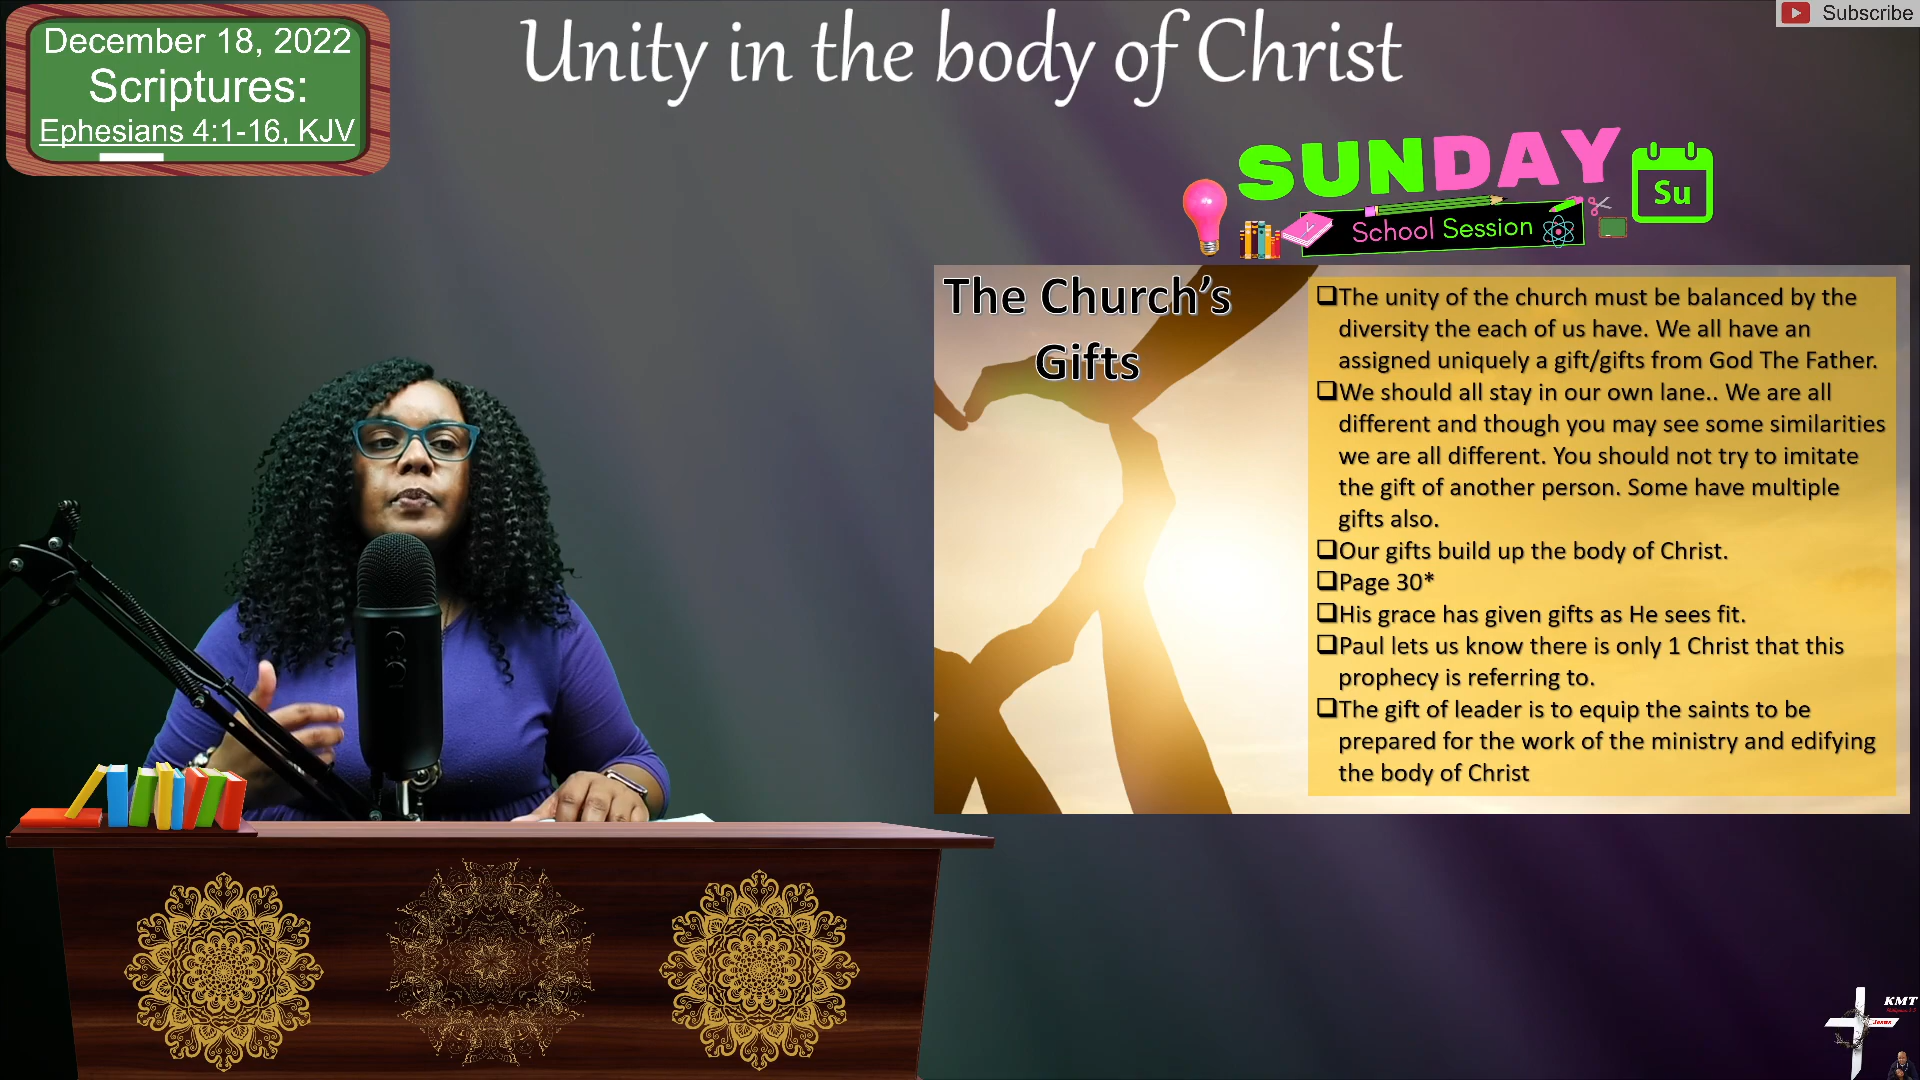 December 18, 2022
Scriptures:
Ephesians 4:1-16, KJV
Unity in the body of Christ
Subscribe
SUNDAY
Su
School Session
The Church's
Gifts
❑The unity of the church must be balanced by the
diversity the each of us have. We all have an
assigned uniquely a gift/gifts from God The Father.
❑We should all stay in our own lane.. We are all
different and though you may see some similarities
we are all different. You should not try to imitate
the gift of another person. Some have multiple
gifts also.
❑Our gifts build up the body of Christ.
❑Page 30*
❑His grace has given gifts as He sees fit.
❑Paul lets us know there is only 1 Christ that this
prophecy is referring to.
❑The gift of leader is to equip the saints to be
prepared for the work of the ministry and edifying
the body of Christ
KMT
Jesus